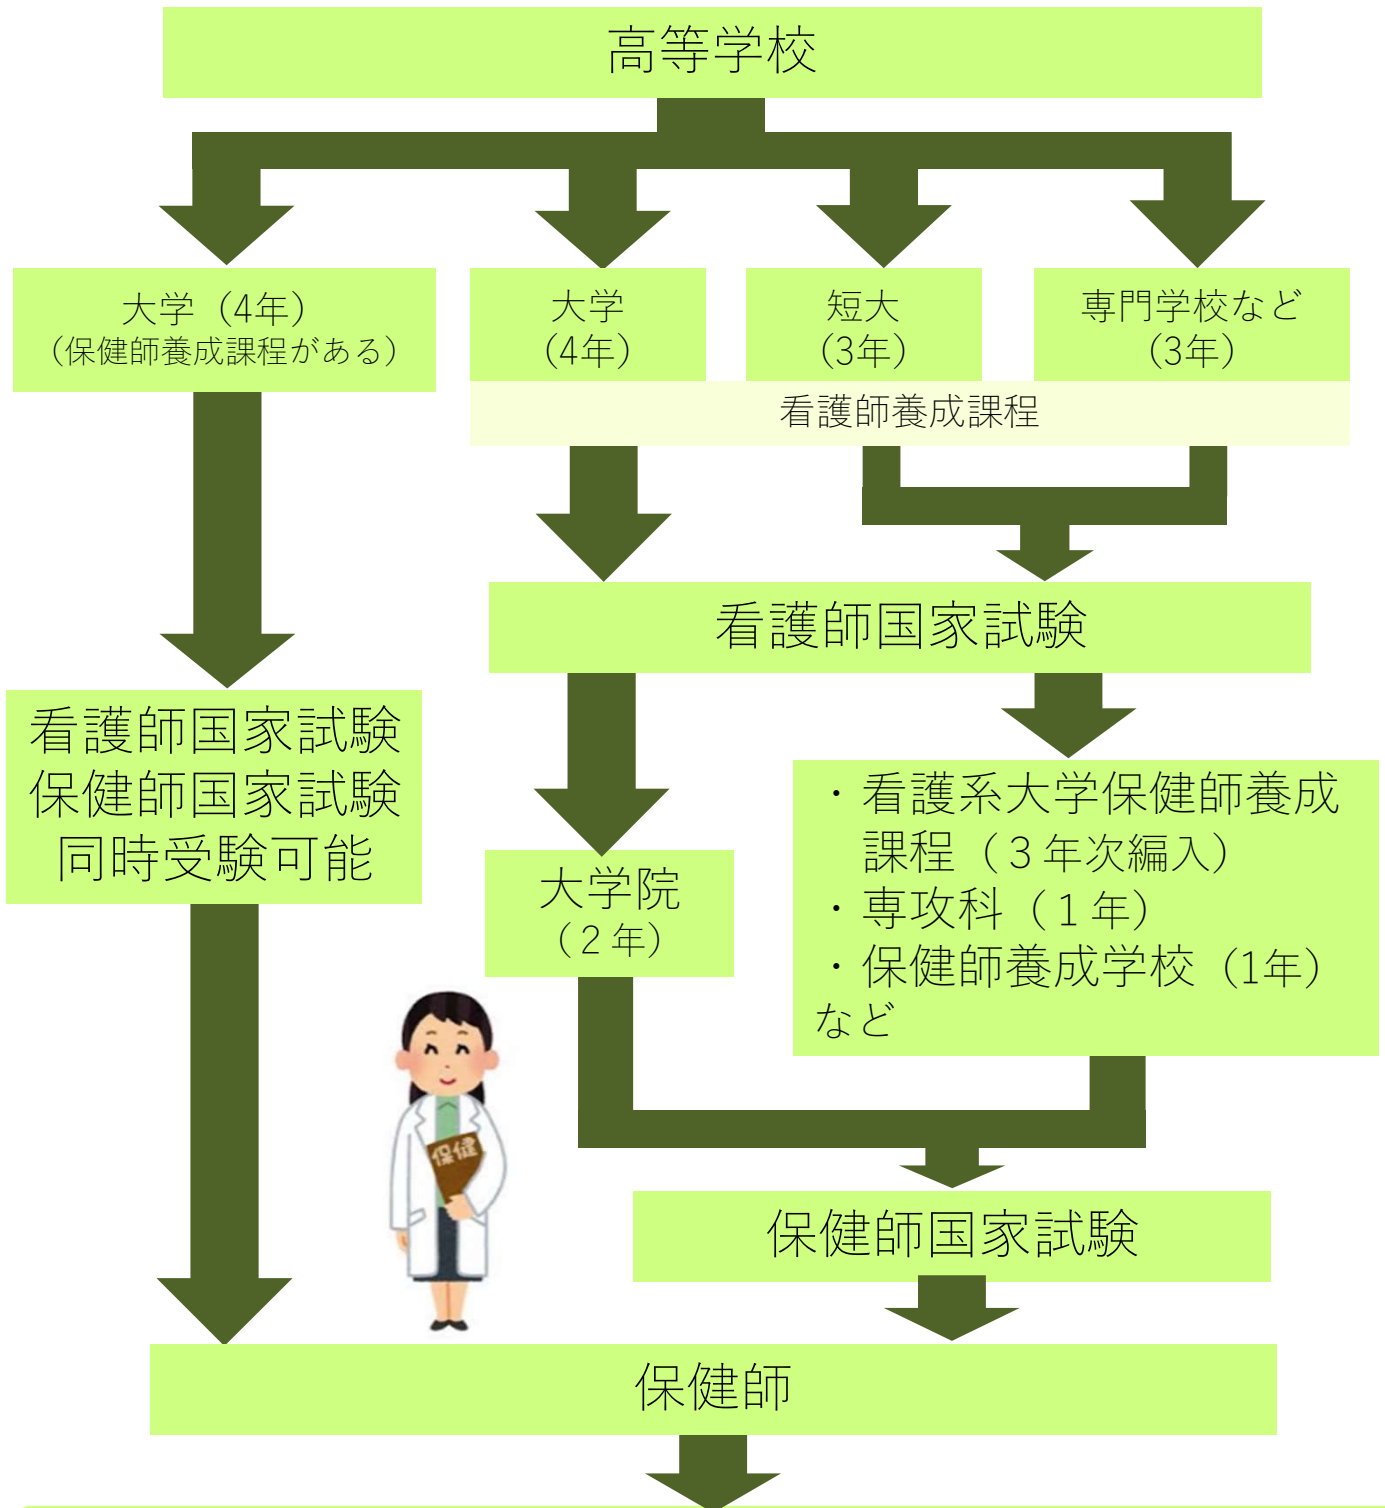 高等学校
大学（4年）
（保健師養成課程がある）
大学
（4年）
短大
（3年）
専門学校など
（3年）
看護師養成課程
看護師国家試験
看護師国家試験
保健師国家試験
同時受験可能
大学院
（２年）
・看護系大学保健師養成
課程（３年次編入）
・専攻科（１年）
・保健師養成学校（1年）
など
保健
保健師国家試験
保健師